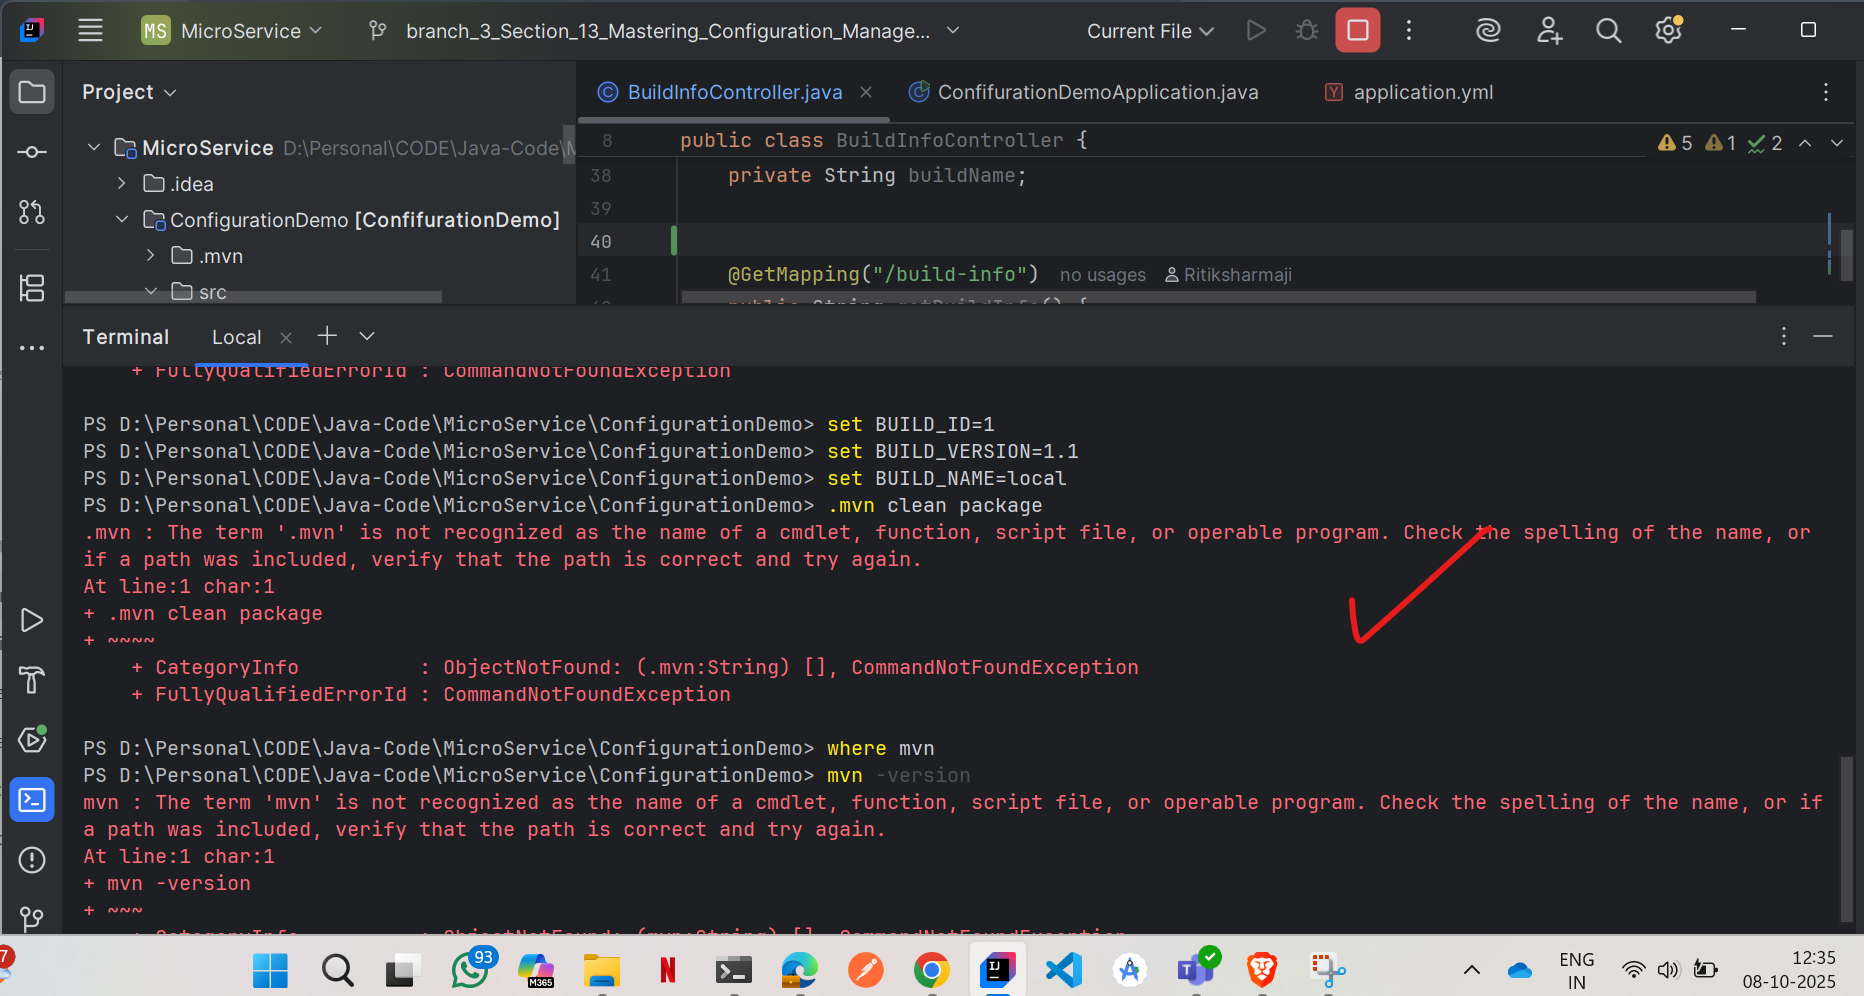 MS MicroService branch_3_Section_13_Mastering_Configuration_Manage... Current File
Project
BuildInfoController.java ConfifurationDemoApplication.java application.yml
MicroService D:\Personal\CODE\Java-Code\M
.idea
ConfigurationDemo [ConfifurationDemo]
.mvn
src
8 public class BuildInfoController {
5 1 2
38 private String buildName;
39
40
41 @GetMapping("/build-info") no usages Ritiksharmaji
public String getBuildInfo() {
Terminal Local
+ FullyQualifiedErrorId : CommandNotFoundException
PS D:\Personal\CODE\Java-Code\MicroService\ConfigurationDemo> set BUILD_ID=1
PS D:\Personal\CODE\Java-Code\MicroService\ConfigurationDemo> set BUILD_VERSION=1.1
PS D:\Personal\CODE\Java-Code\MicroService\ConfigurationDemo> set BUILD_NAME=local
PS D:\Personal\CODE\Java-Code\MicroService\ConfigurationDemo> .mvn clean package
.mvn : The term '.mvn' is not recognized as the name of a cmdlet, function, script file, or operable program. Check the spelling of the name, or
if a path was included, verify that the path is correct and try again.
At line:1 char:1
+ .mvn clean package
+ ~~~~
+ CategoryInfo : ObjectNotFound: (.mvn:String) [], CommandNotFoundException
+ FullyQualifiedErrorId : CommandNotFoundException
PS D:\Personal\CODE\Java-Code\MicroService\ConfigurationDemo> where mvn
PS D:\Personal\CODE\Java-Code\MicroService\ConfigurationDemo> mvn -version
mvn : The term 'mvn' is not recognized as the name of a cmdlet, function, script file, or operable program. Check the spelling of the name, or if
a path was included, verify that the path is correct and try again.
At line:1 char:1
+ mvn -version
+ ~~~
+ CategoryInfo : ObjectNotFound: (mvn:String) [], CommandNotFoundException
7
93
M365
ENG
IN
12:35
08-10-2025